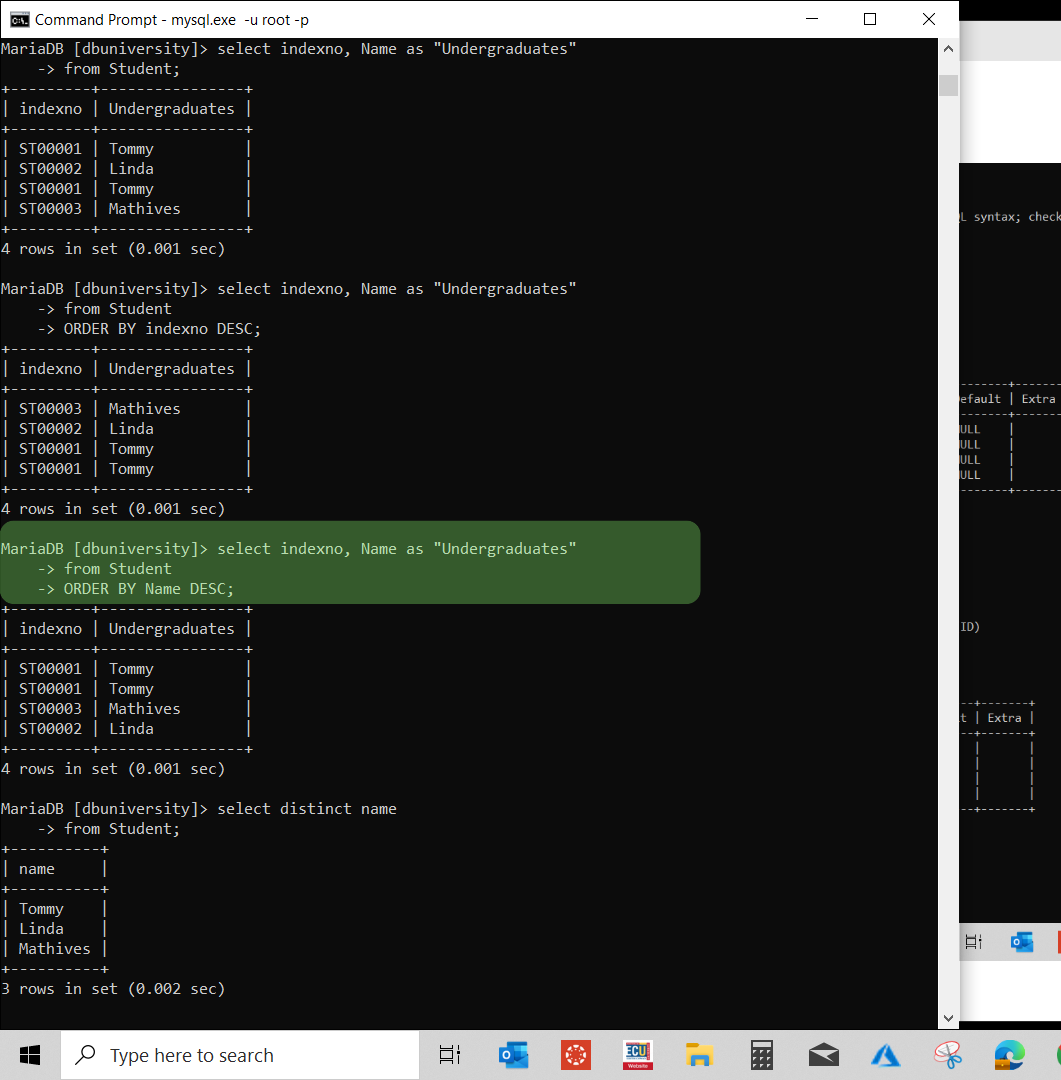 Command Prompt - mysql.exe  -u root -p
MariaDB [dbuniversity]> select indexno, Name as "Undergraduates"
    -> from Student;
+---------+----------------+
| indexno | Undergraduates |
+---------+----------------+
| ST00001 | Tommy          |
| ST00002 | Linda          |
| ST00001 | Tommy          |
| ST00003 | Mathives       |
+---------+----------------+
4 rows in set (0.001 sec)
MariaDB [dbuniversity]> select indexno, Name as "Undergraduates"
    -> from Student
    -> ORDER BY indexno DESC;
+---------+----------------+
| indexno | Undergraduates |
+---------+----------------+
| ST00003 | Mathives       |
| ST00002 | Linda          |
| ST00001 | Tommy          |
| ST00001 | Tommy          |
+---------+----------------+
4 rows in set (0.001 sec)
MariaDB [dbuniversity]> select indexno, Name as "Undergraduates"
    -> from Student
    -> ORDER BY Name DESC;
+---------+----------------+
| indexno | Undergraduates |
+---------+----------------+
| ST00001 | Tommy          |
| ST00001 | Tommy          |
| ST00003 | Mathives       |
| ST00002 | Linda          |
+---------+----------------+
4 rows in set (0.001 sec)
MariaDB [dbuniversity]> select distinct name
    -> from Student;
+----------+
| name     |
+----------+
| Tommy    |
| Linda    |
| Mathives |
+----------+
3 rows in set (0.002 sec)
QL syntax; check
efault | Extra
ULL |
ULL |
ULL |
ULL |
ID)
t | Extra |
Type here to search
ECU
Website